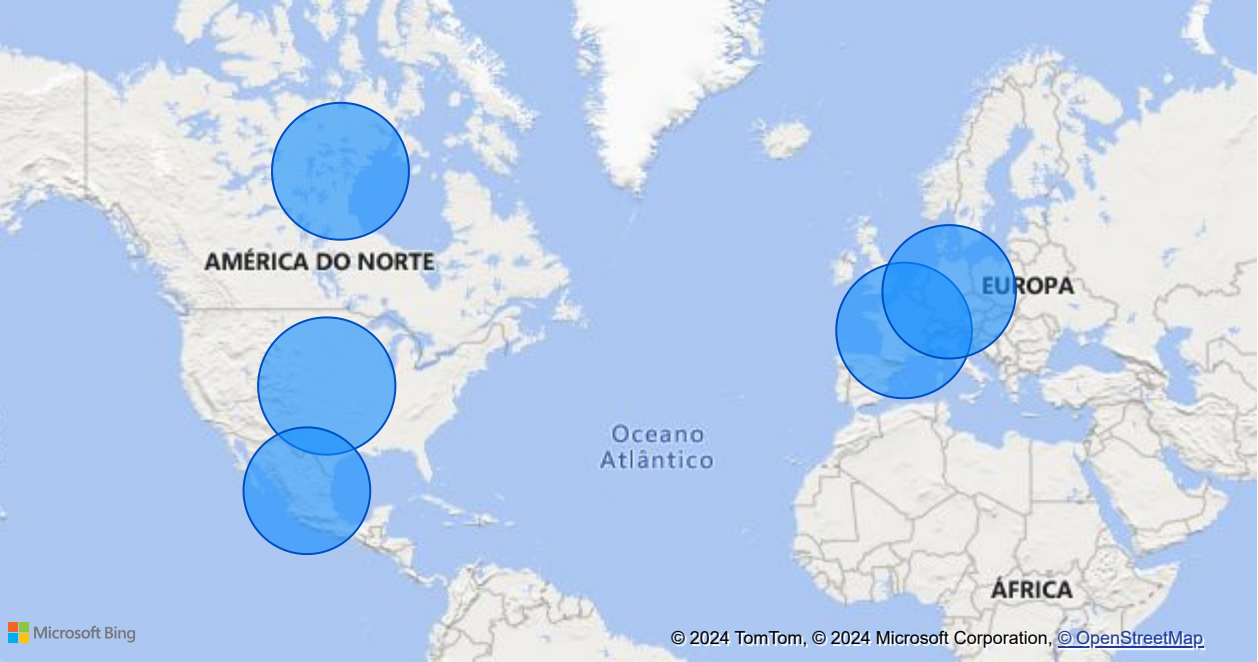 AMÉRICA DO NORTE
EUROPA
Oceano
Atlântico
ÁFRICA
Microsoft Bing
© 2024 TomTom, © 2024 Microsoft Corporation, © OpenStreetMap